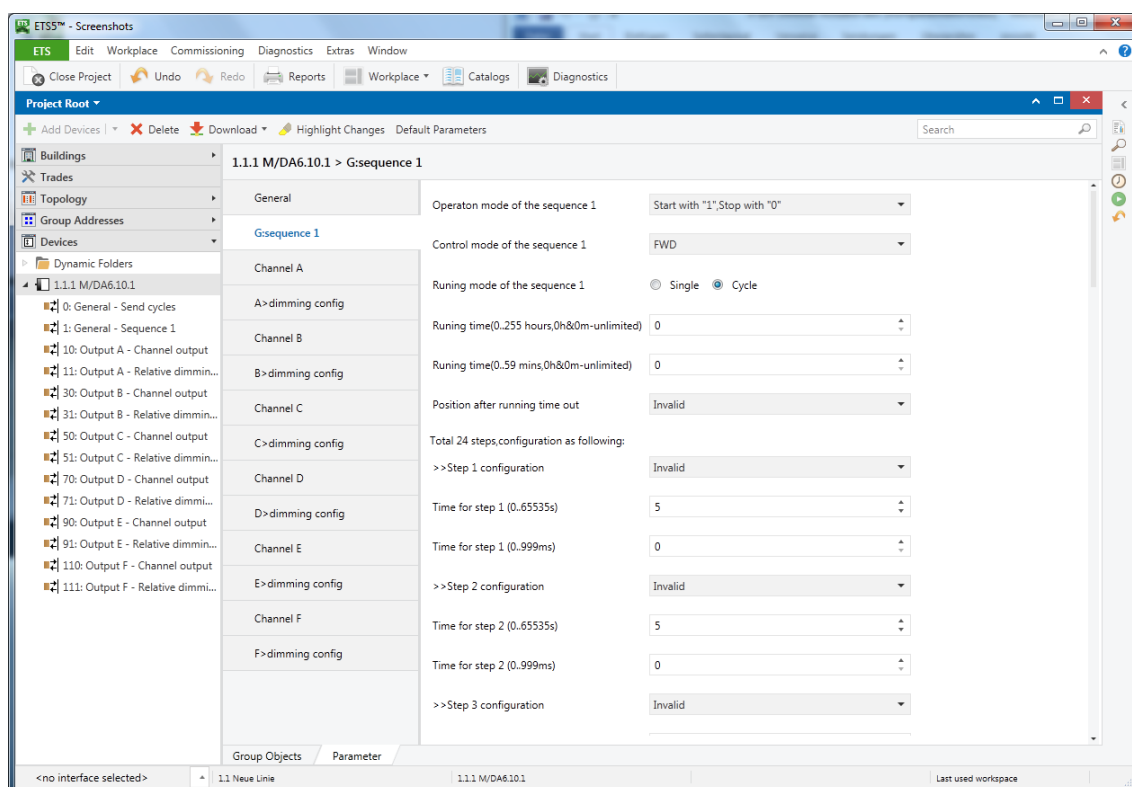 ETS5™ - Screenshots
ETS Edit Workplace Commissioning Diagnostics Extras Window
Close Project Undo Redo Reports Workplace Catalogs Diagnostics
Project Root
Add Devices Delete Download Highlight Changes Default Parameters Search
Buildings
Trades
Topology
Group Addresses
Devices
Dynamic Folders
1.1.1 M/DA6.10.1
0: General - Send cycles
1: General - Sequence 1
10: Output A - Channel output
11: Output A - Relative dimmin...
30: Output B - Channel output
31: Output B - Relative dimmin...
50: Output C - Channel output
51: Output C - Relative dimmin...
70: Output D - Channel output
71: Output D - Relative dimmi...
90: Output E - Channel output
91: Output E - Relative dimmin...
110: Output F - Channel output
111: Output F - Relative dimmi...
1.1.1 M/DA6.10.1 > G:sequence 1
General
G:sequence 1
Channel A
A>dimming config
Channel B
B>dimming config
Channel C
C>dimming config
Channel D
D>dimming config
Channel E
E>dimming config
Channel F
F>dimming config
Operaton mode of the sequence 1 Start with "1",Stop with "0"
Control mode of the sequence 1 FWD
Runing mode of the sequence 1 Single Cycle
Runing time(0..255 hours,0h&0m-unlimited) 0
Runing time(0..59 mins,0h&0m-unlimited) 0
Position after running time out Invalid
Total 24 steps,configuration as following:
>>Step 1 configuration Invalid
Time for step 1 (0..65535s) 5
Time for step 1 (0..999ms) 0
>>Step 2 configuration Invalid
Time for step 2 (0..65535s) 5
Time for step 2 (0..999ms) 0
>>Step 3 configuration Invalid
Group Objects Parameter
<no interface selected> 1.1 Neue Linie 1.1.1 M/DA6.10.1 Last used workspace